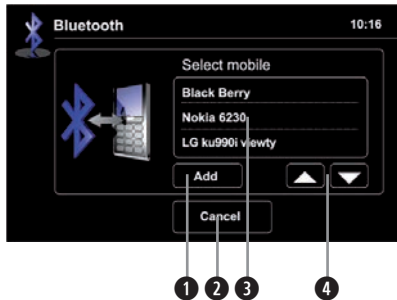 Bluetooth
10:16
Select mobile
Black Berry
Nokia 6230
LG ku990i viewty
Add
Cancel
1 2 3 4